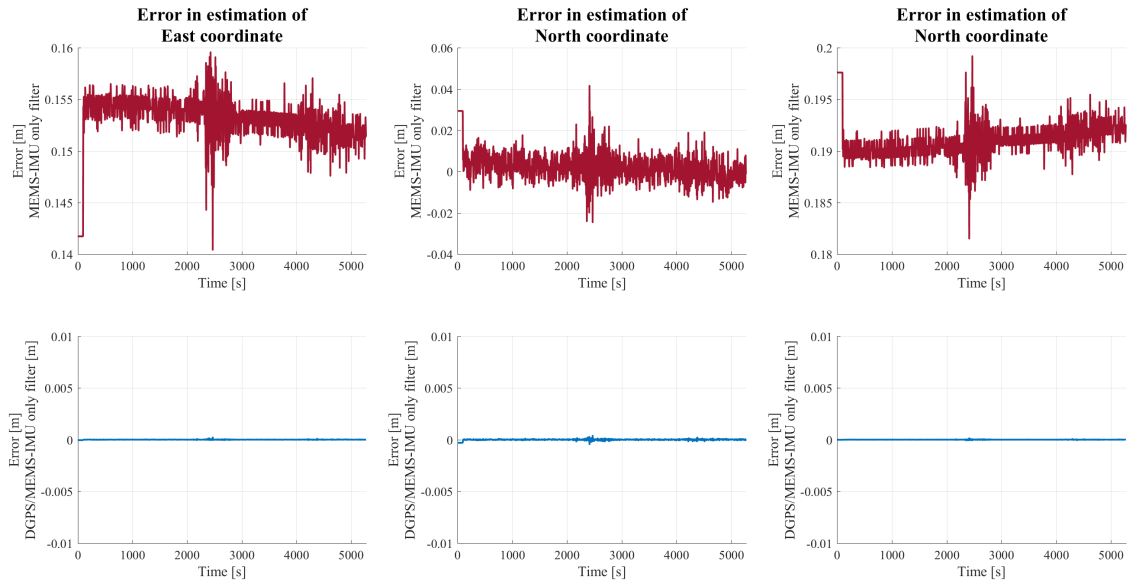 Error in estimation of
East coordinate
Error [m]
MEMS-IMU only filter
0.16
0.155
0.15
0.145
0.14
0 1000 2000 3000 4000 5000
Time [s]
Error in estimation of
North coordinate
Error [m]
MEMS-IMU only filter
0.06
0.04
0.02
0
-0.02
-0.04
0 1000 2000 3000 4000 5000
Time [s]
Error in estimation of
North coordinate
Error [m]
MEMS-IMU only filter
0.2
0.195
0.19
0.185
0.18
0 1000 2000 3000 4000 5000
Time [s]
Error [m]
DGPS/MEMS-IMU only filter [m]
0.01
0.005
0
-0.005
-0.01
0 1000 2000 3000 4000 5000
Time [s]
Error [m]
DGPS/MEMS-IMU only filter [m]
0.01
0.005
0
-0.005
-0.01
0 1000 2000 3000 4000 5000
Time [s]
Error [m]
DGPS/MEMS-IMU only filter [m]
0.01
0.005
0
-0.005
-0.01
0 1000 2000 3000 4000 5000
Time [s]